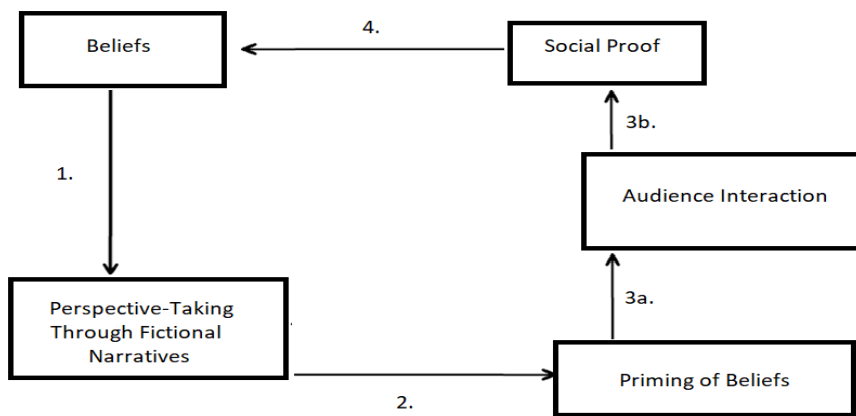 Beliefs
4.
Social Proof
3b.
1.
Audience Interaction
Perspective-Taking
Through Fictional
Narratives
3a.
2.
Priming of Beliefs